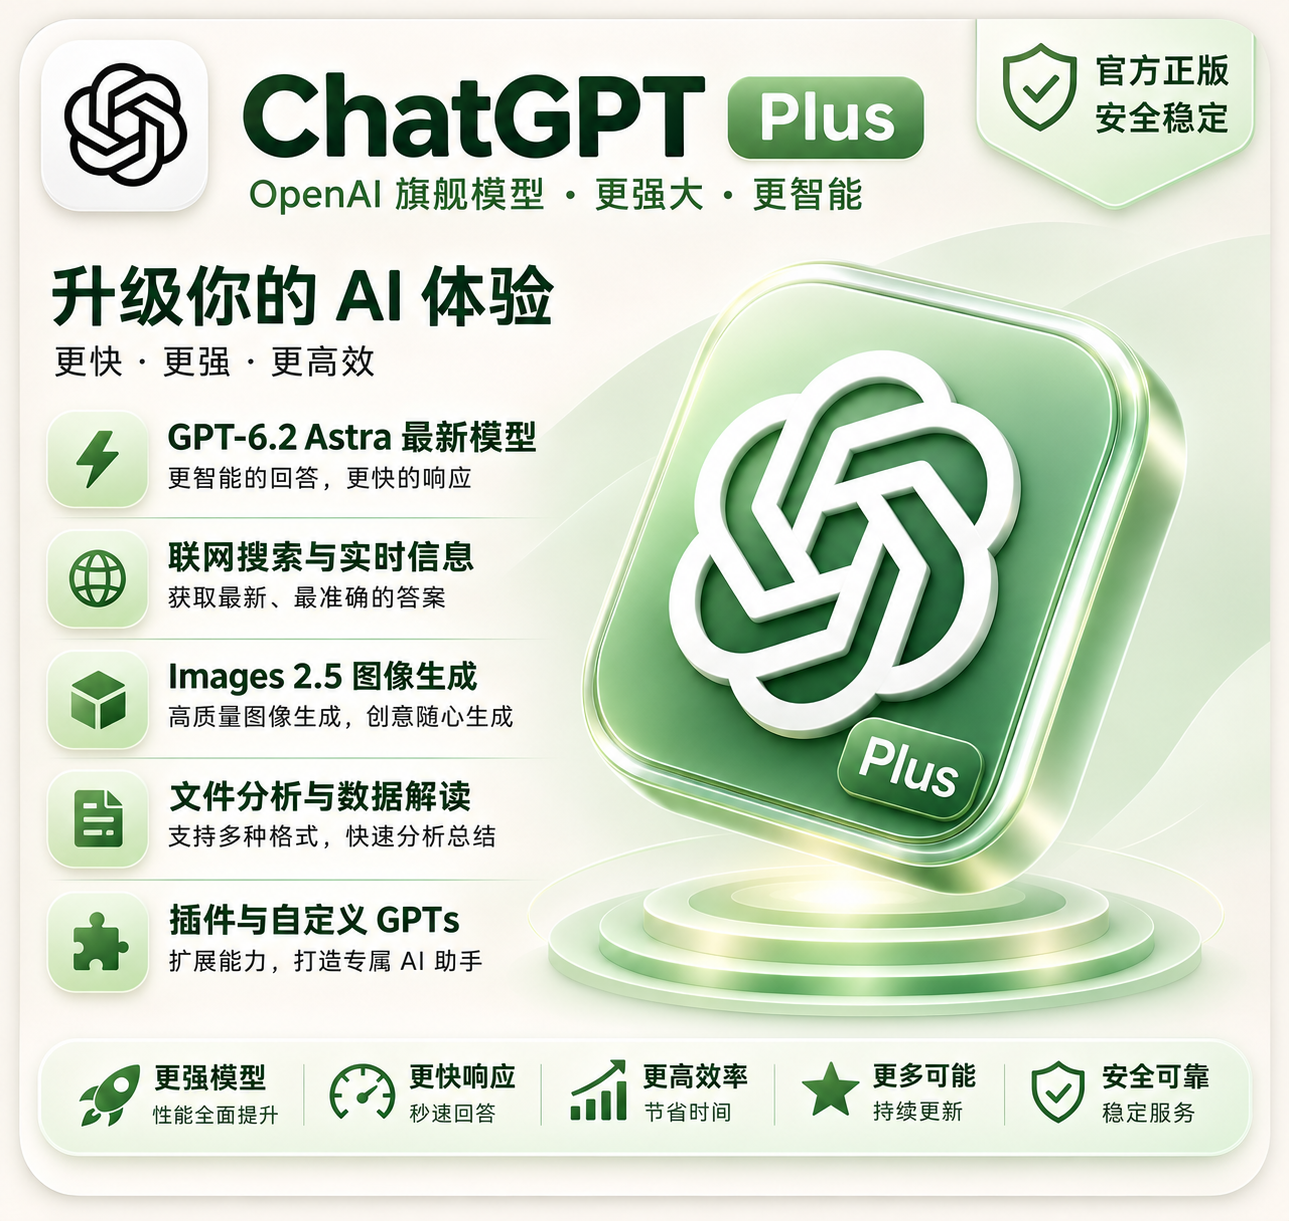 ChatGPT Plus
OpenAI 旗舰模型 · 更强大 · 更智能
官方正版
安全稳定
升级你的 AI 体验
更快 · 更强 · 更高效
GPT-6.2 Astra 最新模型
更智能的回答，更快的响应
联网搜索与实时信息
获取最新、最准确的答案
Images 2.5 图像生成
高质量图像生成，创意随心生成
文件分析与数据解读
支持多种格式，快速分析总结
插件与自定义 GPTs
扩展能力，打造专属 AI 助手
Plus
更强模型
性能全面提升
更快响应
秒速回答
更高效率
节省时间
更多可能
持续更新
安全可靠
稳定服务